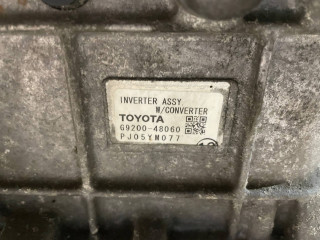 INVERTER ASSY
W/CONVERTER
TOYOTA
G9200-48060
PJ05YM077